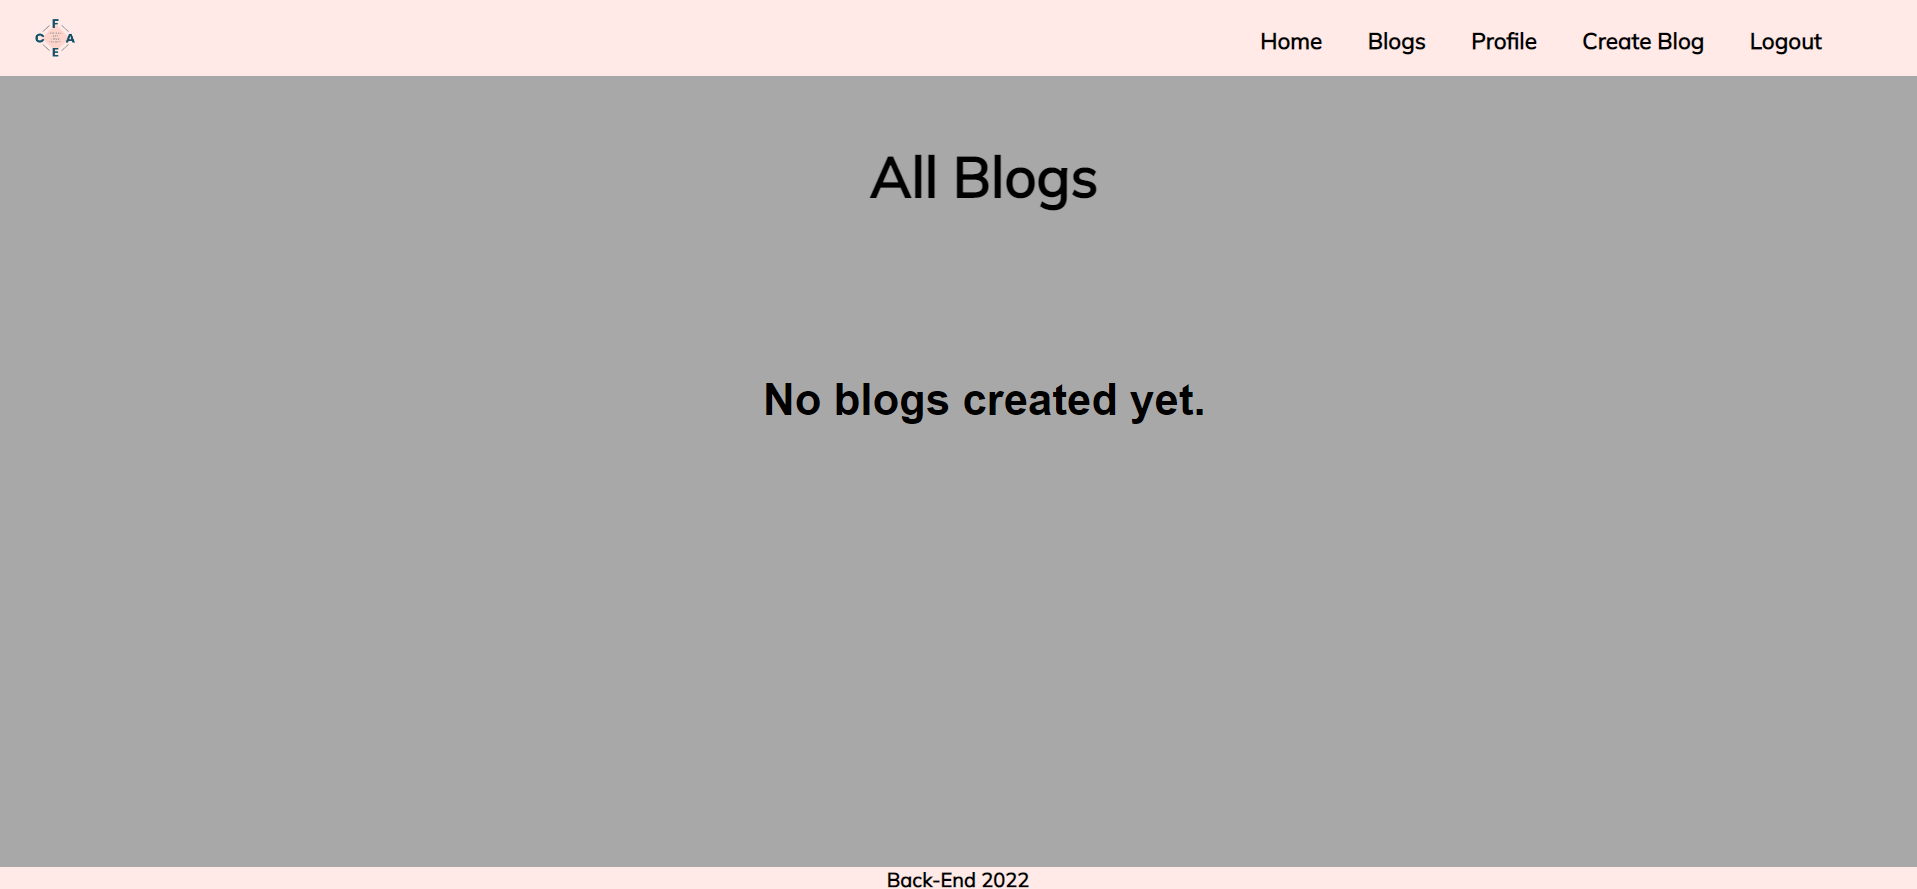 F
C A
E
Home Blogs Profile Create Blog Logout
All Blogs
No blogs created yet.
Back-End 2022